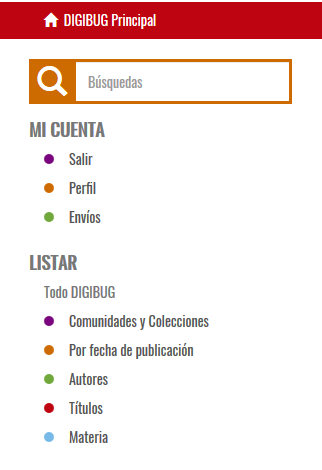 DIGIBUG Principal
Búsquedas
MI CUENTA
Salir
Perfil
Envíos
LISTAR
Todo DIGIBUG
Comunidades y Colecciones
Por fecha de publicación
Autores
Títulos
Materia